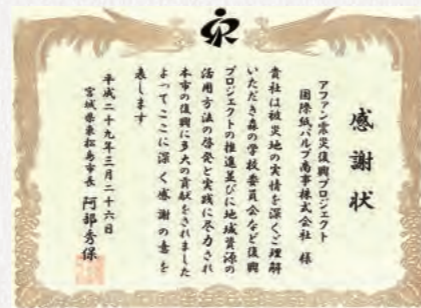 感謝状
アファン震災復興プロジェクト
国際紙パルプ商事株式会社 様
貴社は被災地の実情を深くご理解
いただき森の学校委員会など復興
プロジェクトの推進並びに地域資源の
活用方法の啓発と実践に尽力され
本市の復興に多大の貢献をされました
よってここに深く感謝の意を
表します
平成二十九年三月二十六日
宮城県東松島市長 阿部秀保